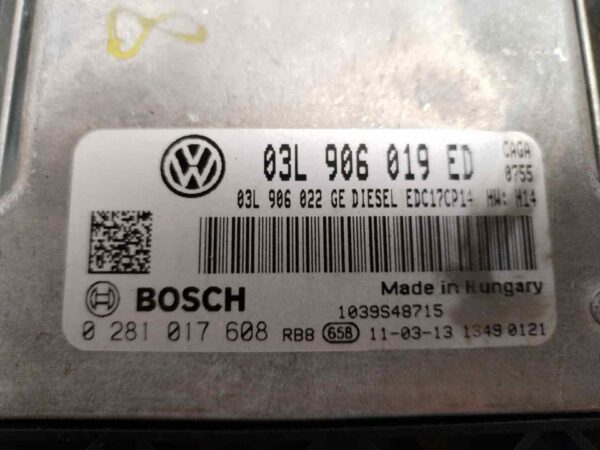 03L 906 019 ED CAGA
0755
03L 906 022 GE DIESEL EDC17CP14 HW: H14
Made in Hungary
BOSCH 1039S48715
0 281 017 608 RB8 65B 11-03-13 1349 0121